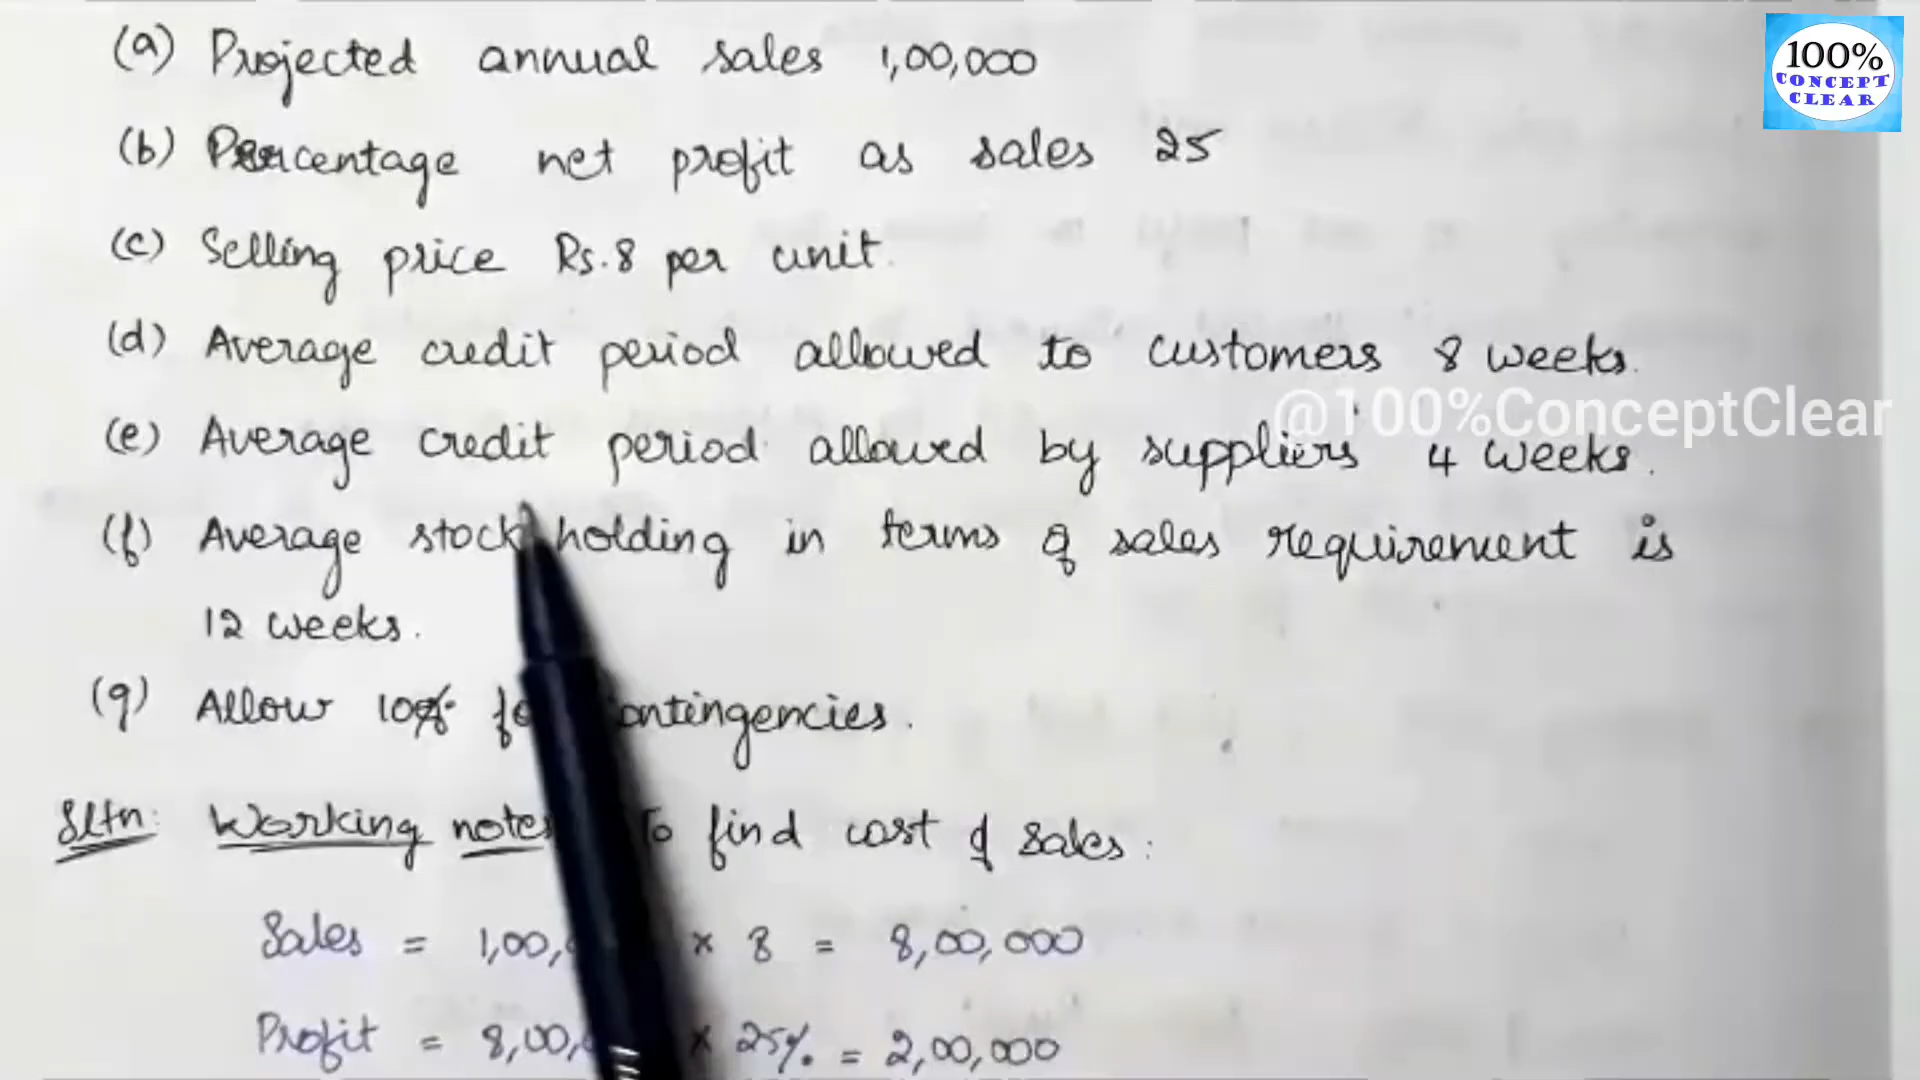 100%
CONCEPT
CLEAR
(a) Projected annual sales 1,00,000
(b) Percentage net profit as sales 25
(c) Selling price Rs.8 per unit.
(d) Average credit period allowed to customers 8 weeks.
@100%ConceptClear
(e) Average credit period allowed by suppliers 4 weeks.
(f) Average stock holding in terms of sales requirement is
12 weeks.
(g) Allow 10% contingencies.
Sltn: Working notes To find cost of sales:
Sales = 1,00, × 8 = 8,00,000
Profit = 8,00, × 25% = 2,00,000